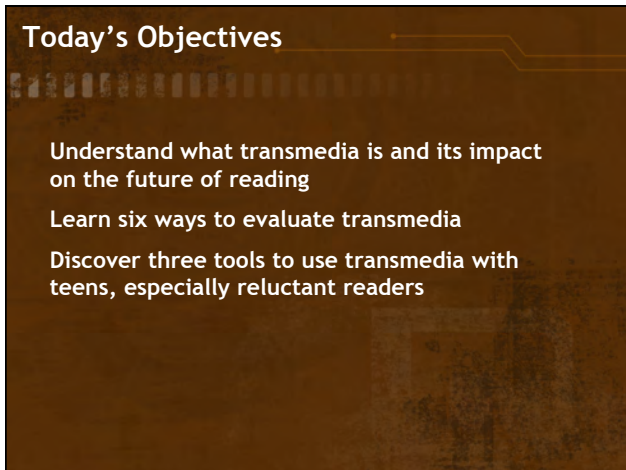 Today's Objectives
Understand what transmedia is and its impact
on the future of reading
Learn six ways to evaluate transmedia
Discover three tools to use transmedia with
teens, especially reluctant readers